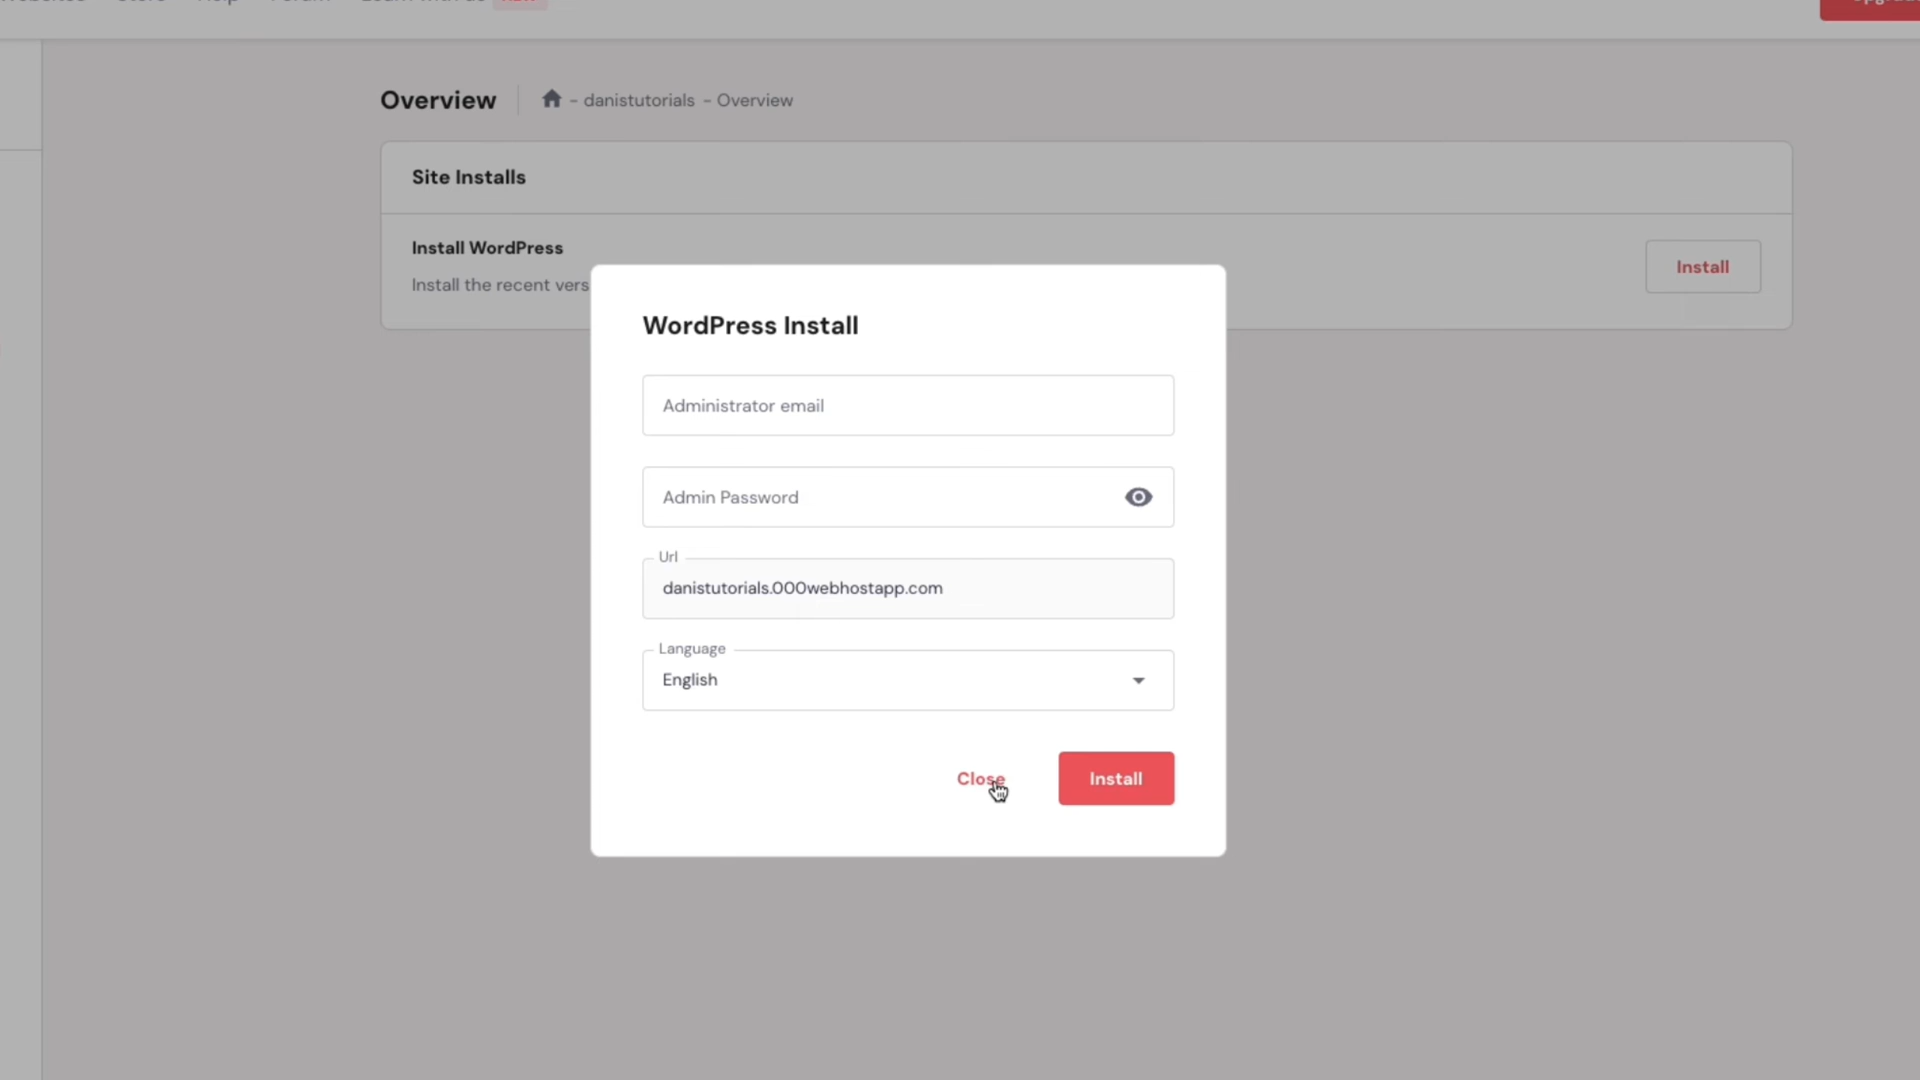 Help
Overview
- danistutorials - Overview
Site Installs
Install WordPress
Install the recent vers
Install
WordPress Install
Administrator email
Admin Password
Url
danistutorials.000webhostapp.com
Language
English
Close
Install